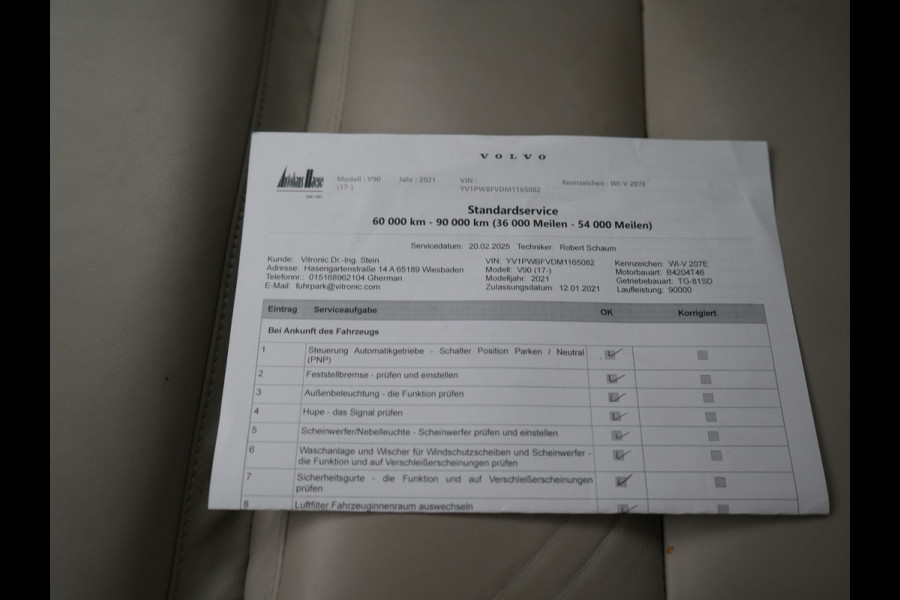 VOLVO
Autohaus Haese
Modell : V90 Jahr : 2021 VIN : Kennzeichen : WI-V 207E
(17-) YV1PWBFVDM1165082
Standardservice
60 000 km - 90 000 km (36 000 Meilen - 54 000 Meilen)
Servicedatum: 20.02.2025 Techniker: Robert Schaum
Kunde: Vitronic Dr.-Ing. Stein VIN: YV1PWBFVDM1165082 Kennzeichen: WI-V 207E
Adresse: Hasengartenstraße 14 A 65189 Wiesbaden Modell: V90 (17-) Motorbauart: B4204T46
Telefonnr.: 015168962104 Gherman Modelljahr: 2021 Getriebebauart: TG-81SD
E-Mail: fuhrpark@vitronic.com Zulassungsdatum: 12.01.2021 Laufleistung: 90000
Eintrag Serviceaufgabe OK Korrigiert
Bei Ankunft des Fahrzeugs
1 Steuerung Automatikgetriebe - Schalter Position Parken / Neutral
(PNP)
2 Feststellbremse - prüfen und einstellen
3 Außenbeleuchtung - die Funktion prüfen
4 Hupe - das Signal prüfen
5 Scheinwerfer/Nebelleuchte - Scheinwerfer prüfen und einstellen
6 Waschanlage und Wischer für Windschutzscheiben und Scheinwerfer -
die Funktion und auf Verschleißerscheinungen prüfen
7 Sicherheitsgurte - die Funktion und auf Verschleißerscheinungen
prüfen
8 Luftfilter Fahrzeuginnenraum auswechseln